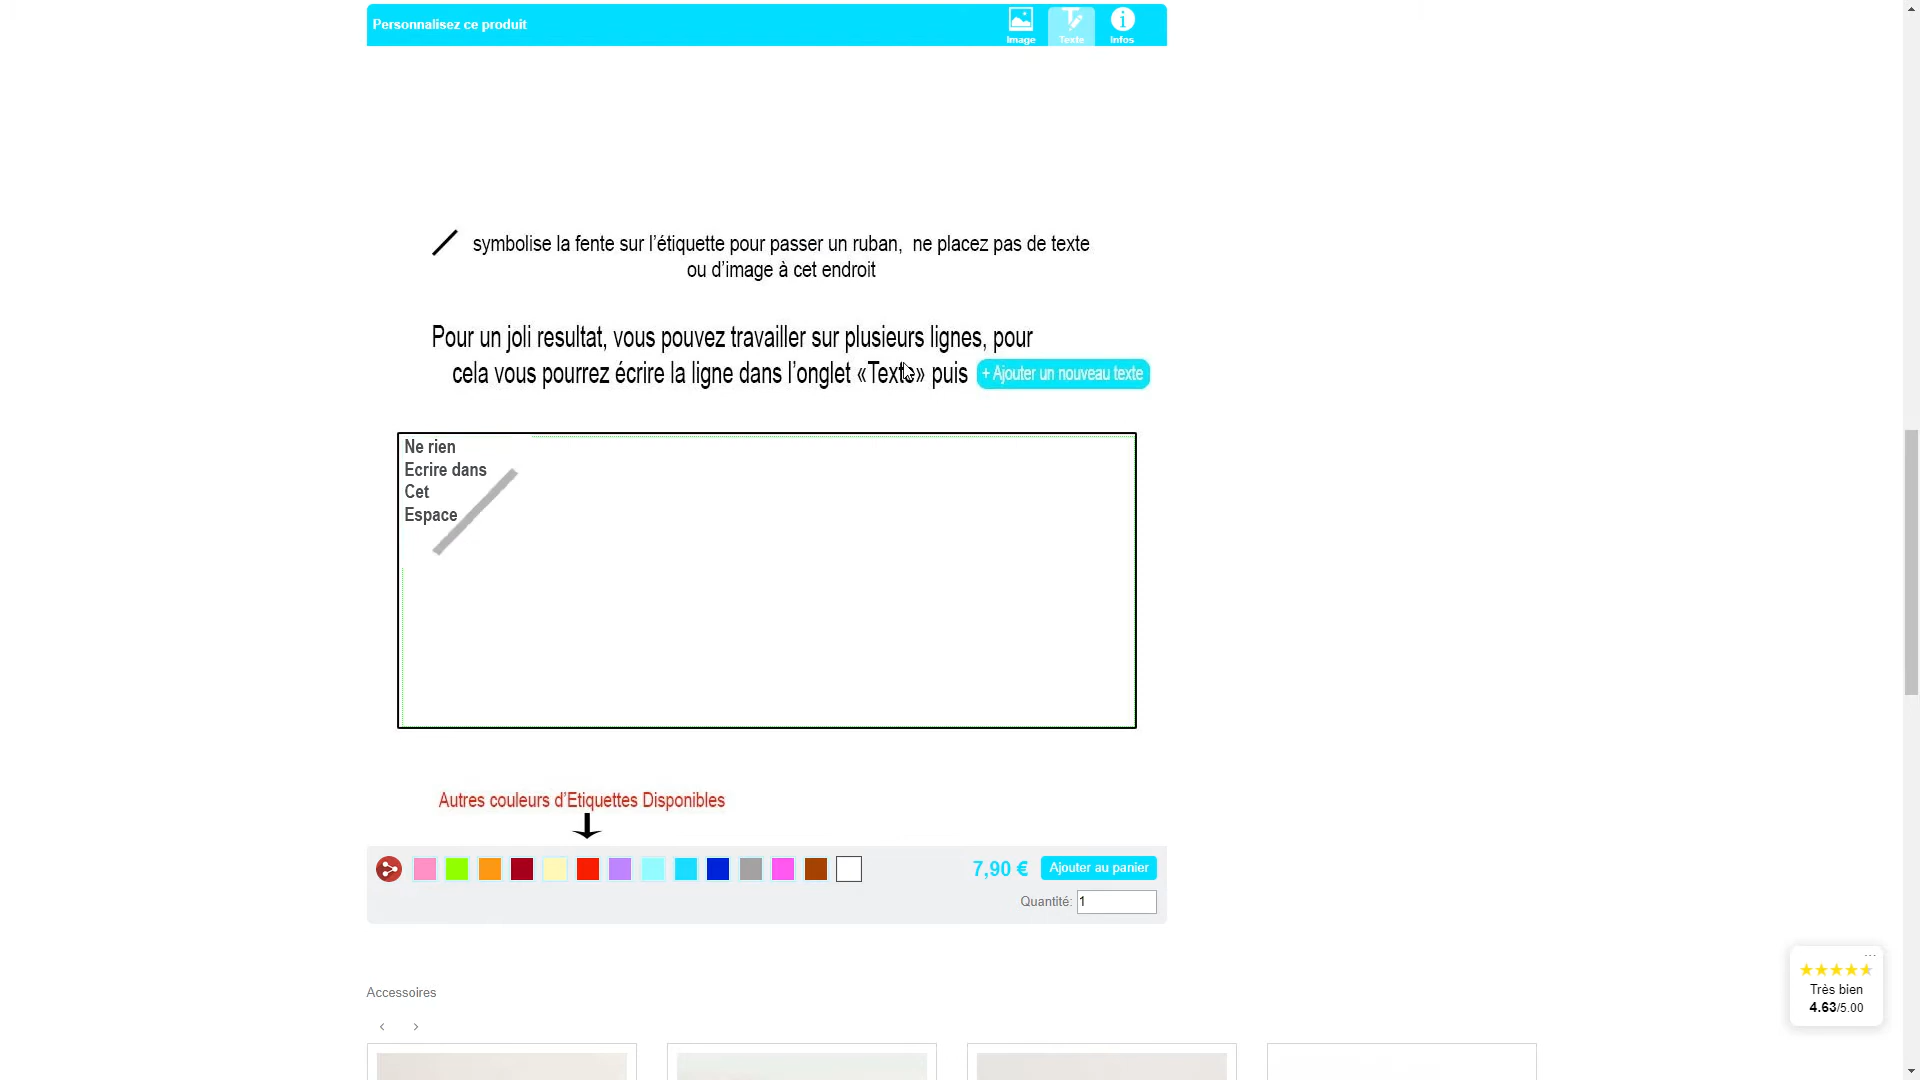 Personnalisez ce produit
Image
Texte
Infos
symbolise la fente sur l'étiquette pour passer un ruban, ne placez pas de texte
ou d'image à cet endroit
Pour un joli resultat, vous pouvez travailler sur plusieurs lignes, pour
cela vous pourrez écrire la ligne dans l'onglet «Texte» puis + Ajouter un nouveau texte
Ne rien
Ecrire dans
Cet
Espace
Autres couleurs d'Etiquettes Disponibles
7,90 €
Ajouter au panier
Quantité: 1
Accessoires
Très bien
4.63/5.00